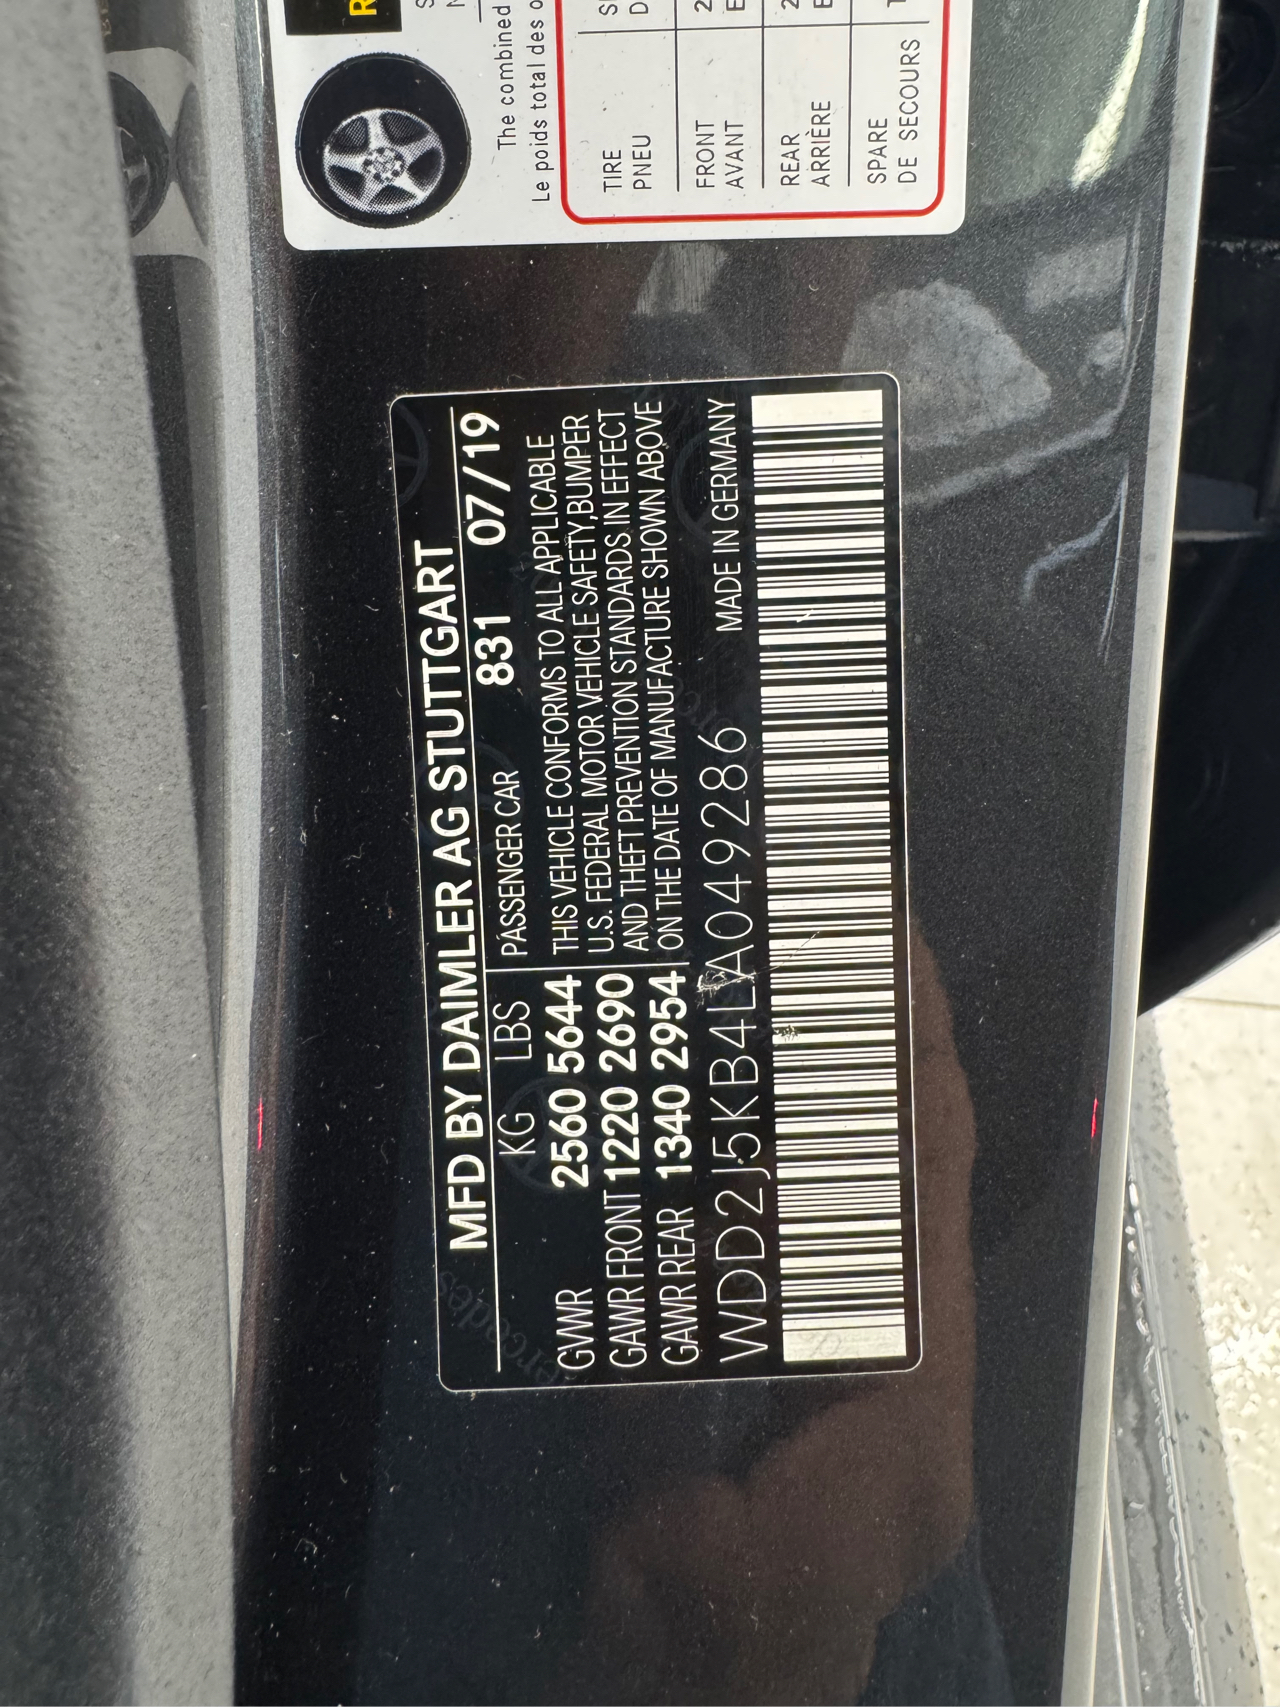 The combined
Le poids total des
TIRE
PNEU
FRONT
AVANT
REAR
ARRIÈRE
SPARE
DE SECOURS
MFD BY DAIMLER AG STUTTGART
KG LBS PASSENGER CAR 831 07/19
GVWR 2560 5644 THIS VEHICLE CONFORMS TO ALL APPLICABLE
GAWR FRONT 1220 2690 U.S. FEDERAL MOTOR VEHICLE SAFETY,BUMPER
AND THEFT PREVENTION STANDARDS IN EFFECT
GAWR REAR 1340 2954 ON THE DATE OF MANUFACTURE SHOWN ABOVE
WDD2J5KB4LA049286 MADE IN GERMANY